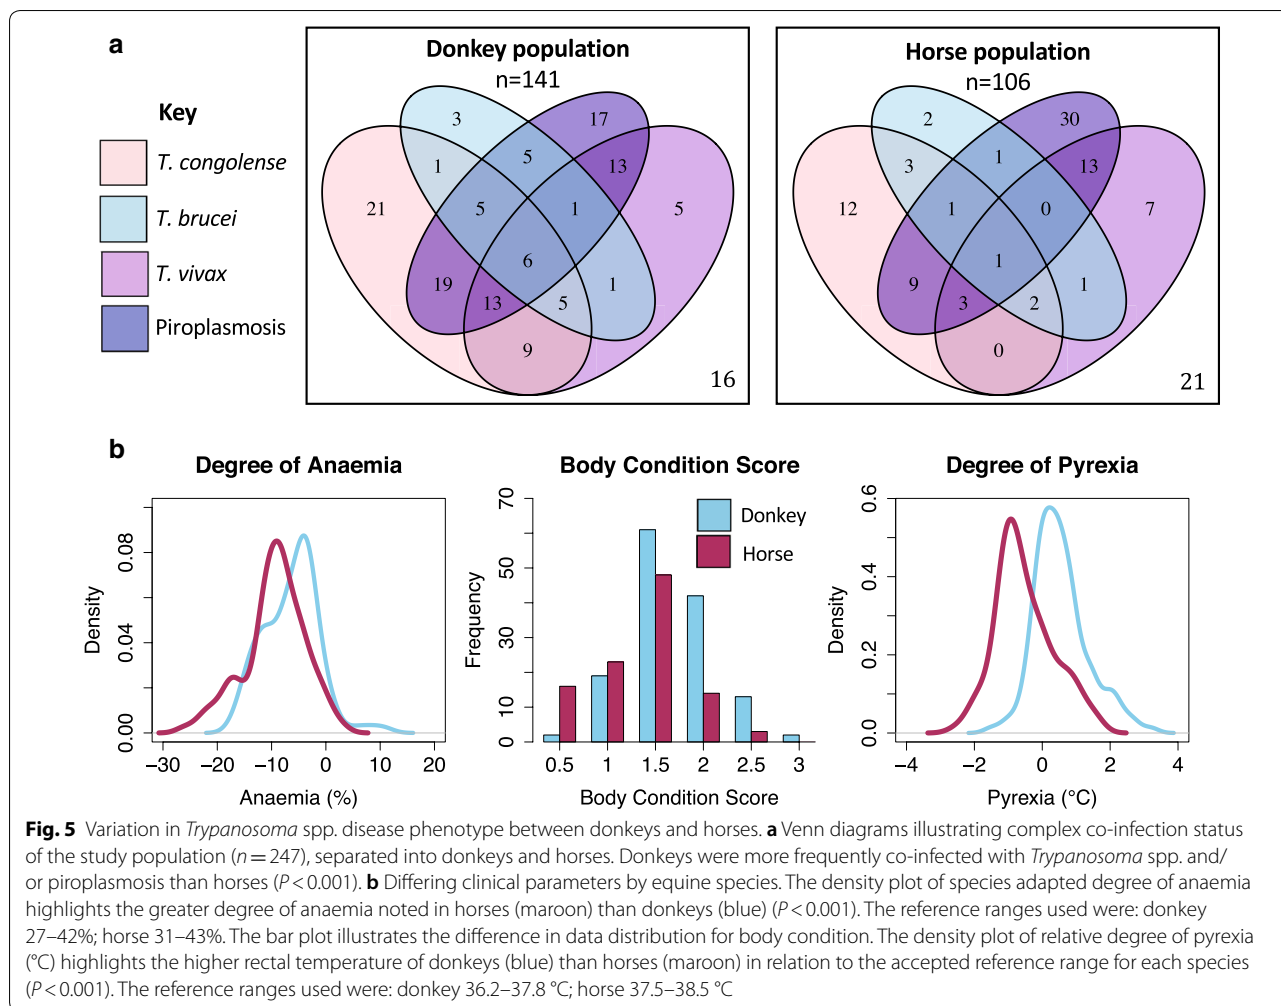 a
Donkey population
n=141
Horse population
n=106
Key
T. congolense
T. brucei
T. vivax
Piroplasmosis
3
17
1
5
13
21
5
1
5
6
19
13
5
1
9
16
2
30
3
1
13
12
1
0
7
1
9
3
2
1
0
21
b
Degree of Anaemia
Density
0.00
0.04
0.08
−30
−20
−10
0
10
20
Anaemia (%)
Body Condition Score
Frequency
0
10
30
50
70
Donkey
Horse
0.5
1
1.5
2
2.5
3
Body Condition Score
Degree of Pyrexia
Density
0.0
0.2
0.4
0.6
−4
−2
0
2
4
Pyrexia (°C)
Fig. 5 Variation in Trypanosoma spp. disease phenotype between donkeys and horses. a Venn diagrams illustrating complex co-infection status
of the study population (n = 247), separated into donkeys and horses. Donkeys were more frequently co-infected with Trypanosoma spp. and/
or piroplasmosis than horses (P < 0.001). b Differing clinical parameters by equine species. The density plot of species adapted degree of anaemia
highlights the greater degree of anaemia noted in horses (maroon) than donkeys (blue) (P < 0.001). The reference ranges used were: donkey
27–42%; horse 31–43%. The bar plot illustrates the difference in data distribution for body condition. The density plot of relative degree of pyrexia
(°C) highlights the higher rectal temperature of donkeys (blue) than horses (maroon) in relation to the accepted reference range for each species
(P < 0.001). The reference ranges used were: donkey 36.2–37.8 °C; horse 37.5–38.5 °C